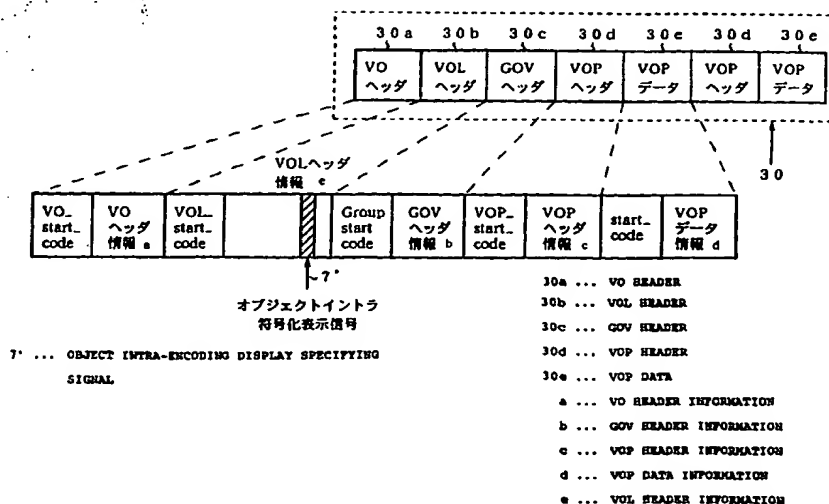 30a 30b 30c 30d 30e 30d 30e
VO ヘッダ
VOL ヘッダ
GOV ヘッダ
VOP ヘッダ
VOP データ
VOP ヘッダ
VOP データ
30
VOLヘッダ
情報 e
VO_ start_ code
VO ヘッダ 情報 a
VOL_ start_ code
Group start code
GOV ヘッダ 情報 b
VOP_ start_ code
VOP ヘッダ 情報 c
start_ code
VOP データ 情報 d
7'
オブジェクトイントラ
符号化表示信号
7' ... OBJECT INTRA-ENCODING DISPLAY SPECIFYING
SIGNAL
30a ... VO HEADER
30b ... VOL HEADER
30c ... GOV HEADER
30d ... VOP HEADER
30e ... VOP DATA
a ... VO HEADER INFORMATION
b ... GOV HEADER INFORMATION
c ... VOP HEADER INFORMATION
d ... VOP DATA INFORMATION
e ... VOL HEADER INFORMATION